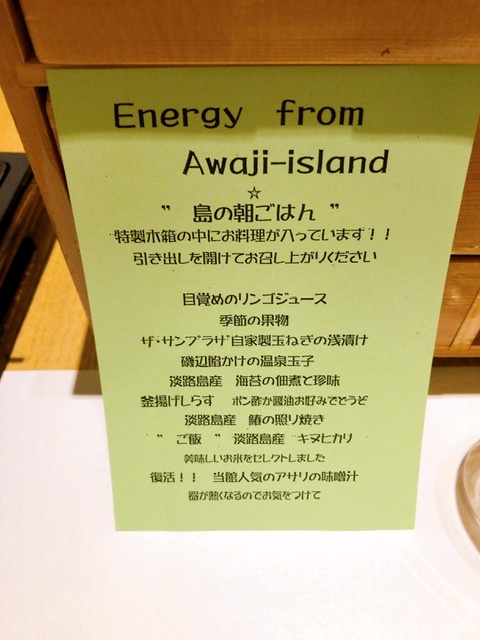 Energy from
Awaji-island
☆
” 島の朝ごはん ”
特製木箱の中にお料理が入っています！！
引き出しを開けてお召し上がりください
目覚めのリンゴジュース
季節の果物
ザ・サンプラザ自家製玉ねぎの浅漬け
磯辺餡かけの温泉玉子
淡路島産 海苔の佃煮と珍味
釜揚げしらす ポン酢か醤油お好みでどうぞ
淡路島産 鰆の照り焼き
” ご飯 ” 淡路島産 キヌヒカリ
美味しいお米をセレクトしました
復活！！ 当館人気のアサリの味噌汁
器が熱くなるのでお気をつけて